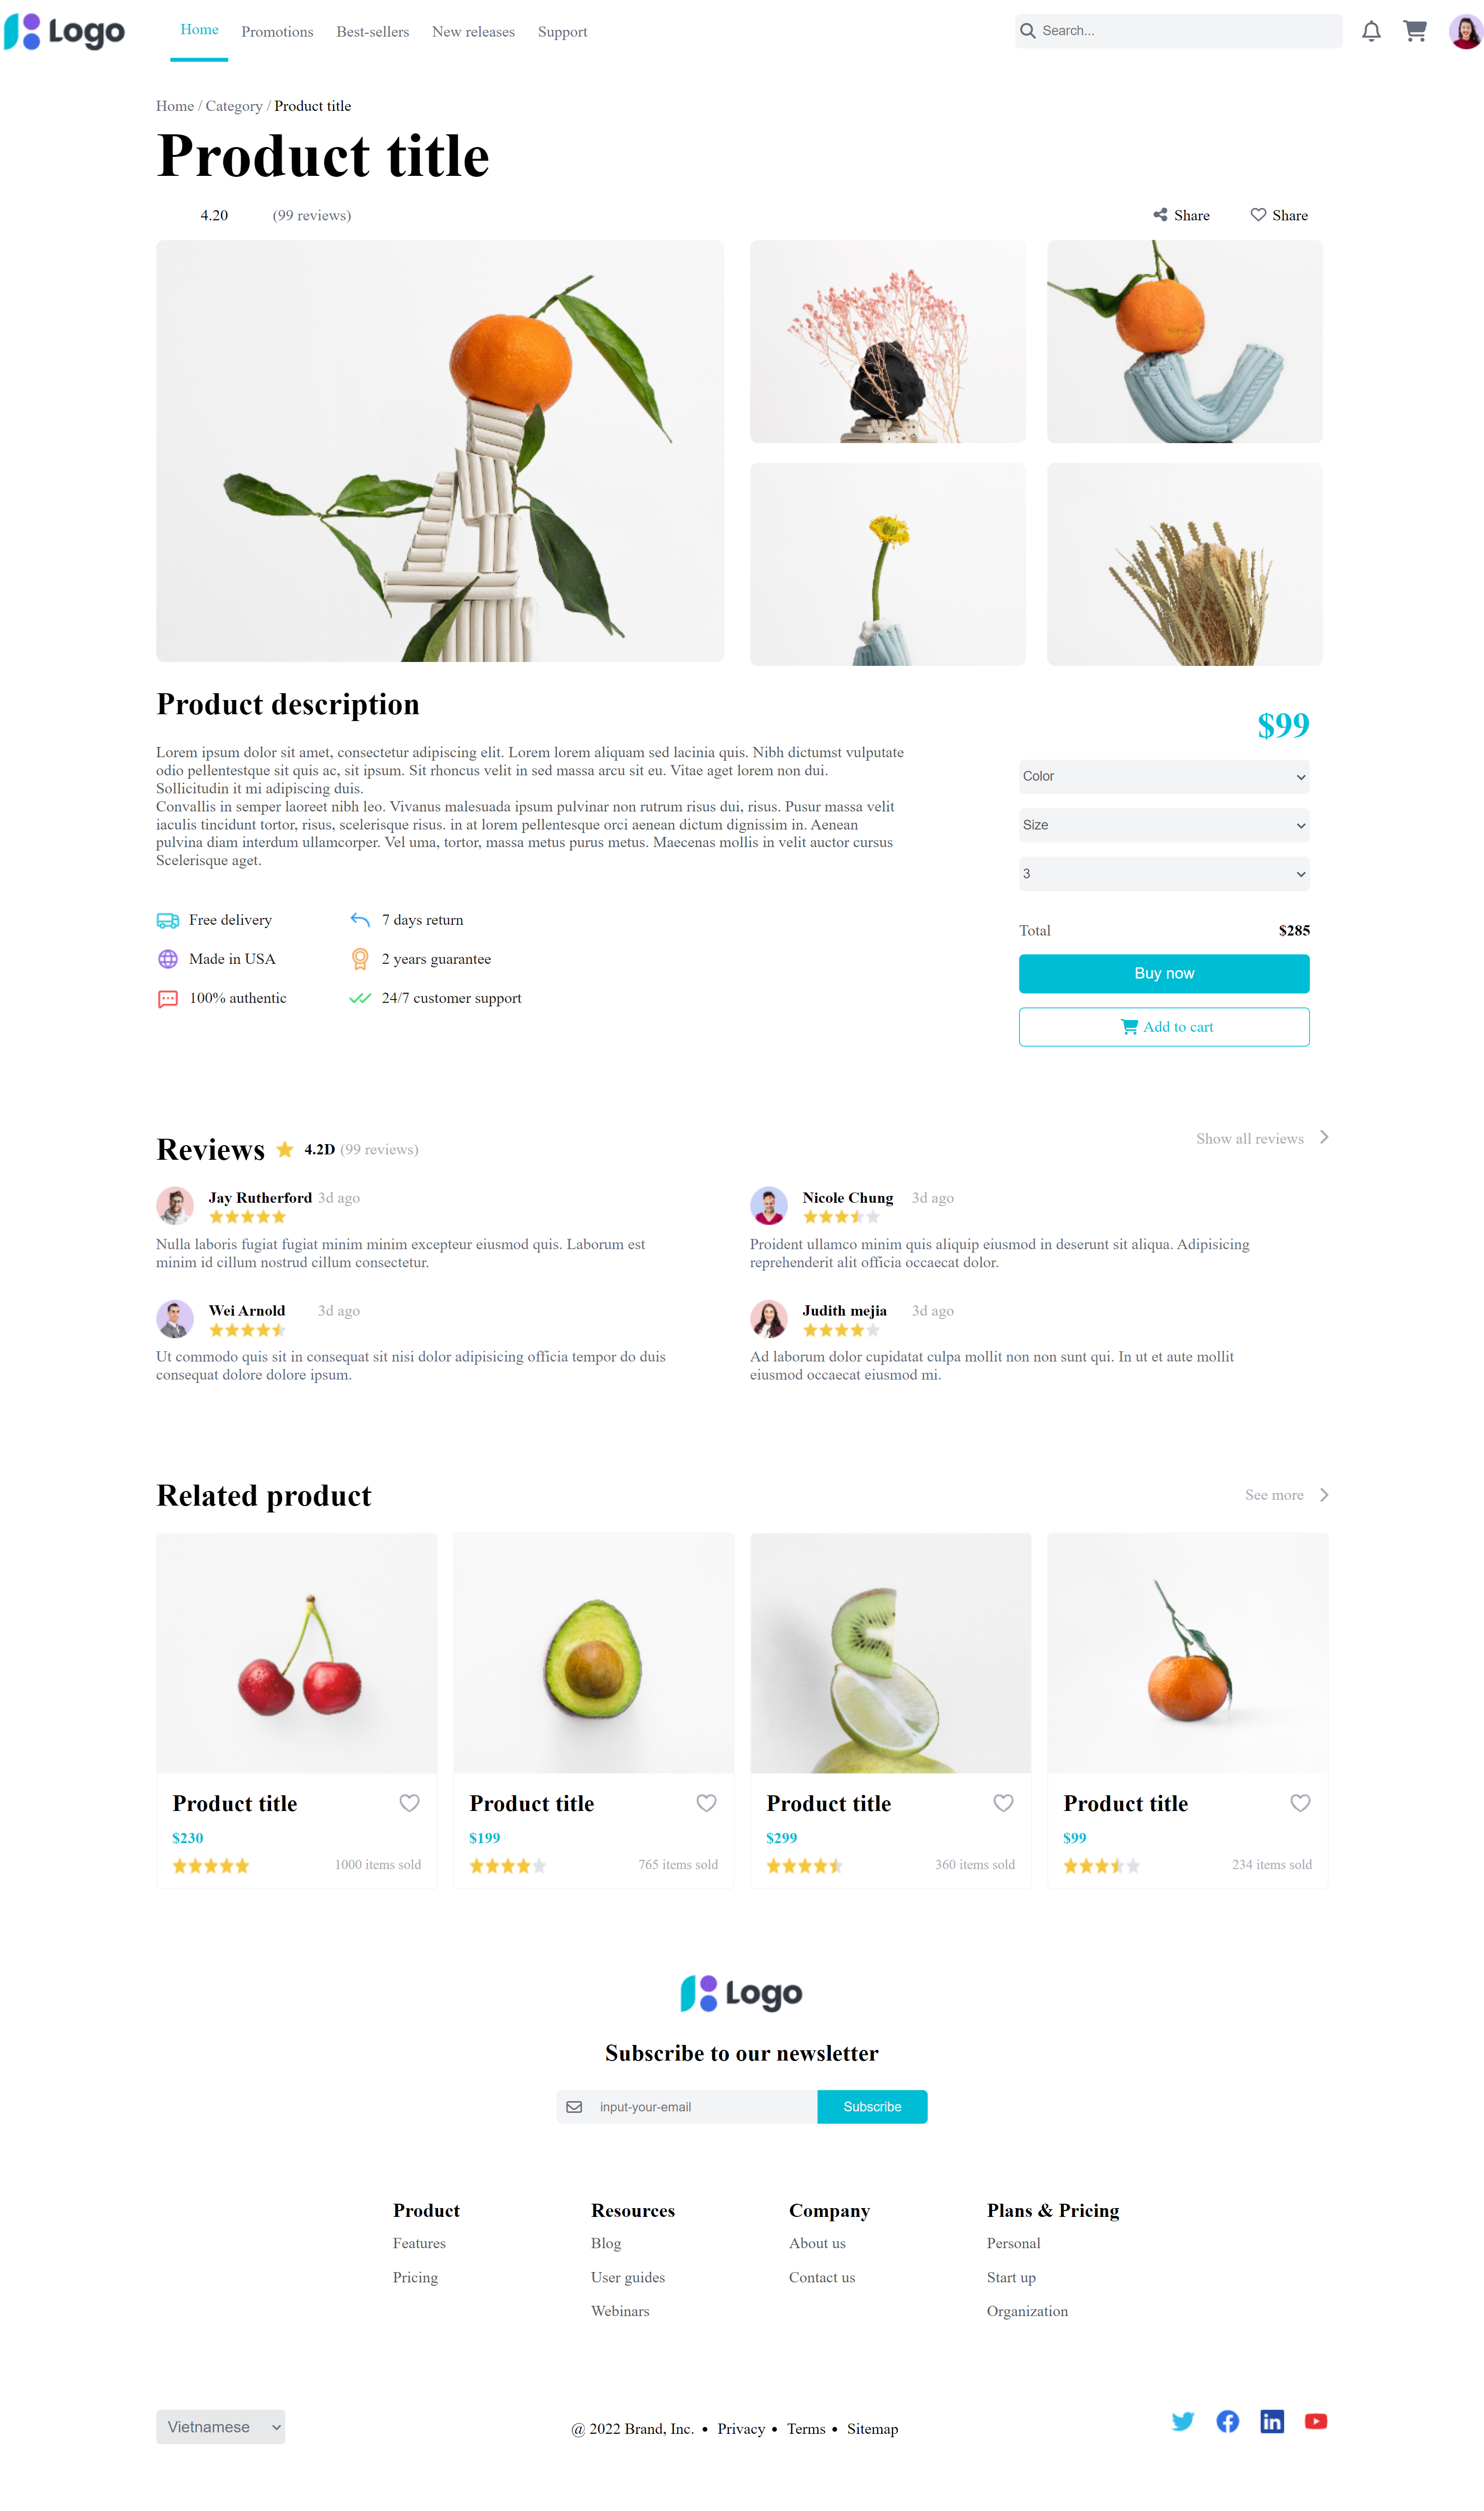 Logo
Home Promotions Best-sellers New releases Support
Search...
Home / Category / Product title
Product title
4.20 (99 reviews)
Share Share
Product description
$99
Lorem ipsum dolor sit amet, consectetur adipiscing elit. Lorem lorem aliquam sed lacinia quis. Nibh dictumst vulputate
odio pellentestque sit quis ac, sit ipsum. Sit rhoncus velit in sed massa arcu sit eu. Vitae aget lorem non dui.
Sollicitudin it mi adipiscing duis.
Convallis in semper laoreet nibh leo. Vivanus malesuada ipsum pulvinar non rutrum risus dui, risus. Pusur massa velit
iaculis tincidunt tortor, risus, scelerisque risus. in at lorem pellentesque orci aenean dictum dignissim in. Aenean
pulvina diam interdum ullamcorper. Vel uma, tortor, massa metus purus metus. Maecenas mollis in velit auctor cursus
Scelerisque aget.
Color
Size
3
Free delivery 7 days return
Made in USA 2 years guarantee
100% authentic 24/7 customer support
Total $285
Buy now
Add to cart
Reviews 4.2D (99 reviews)
Show all reviews
Jay Rutherford 3d ago
Nulla laboris fugiat fugiat minim minim excepteur eiusmod quis. Laborum est
minim id cillum nostrud cillum consectetur.
Nicole Chung 3d ago
Proident ullamco minim quis aliquip eiusmod in deserunt sit aliqua. Adipisicing
reprehenderit alit officia occaecat dolor.
Wei Arnold 3d ago
Ut commodo quis sit in consequat sit nisi dolor adipisicing officia tempor do duis
consequat dolore dolore ipsum.
Judith mejia 3d ago
Ad laborum dolor cupidatat culpa mollit non non sunt qui. In ut et aute mollit
eiusmod occaecat eiusmod mi.
Related product
See more
Product title
$230
1000 items sold
Product title
$199
765 items sold
Product title
$299
360 items sold
Product title
$99
234 items sold
Logo
Subscribe to our newsletter
input-your-email Subscribe
Product
Features
Pricing
Resources
Blog
User guides
Webinars
Company
About us
Contact us
Plans & Pricing
Personal
Start up
Organization
Vietnamese
@ 2022 Brand, Inc. • Privacy • Terms • Sitemap